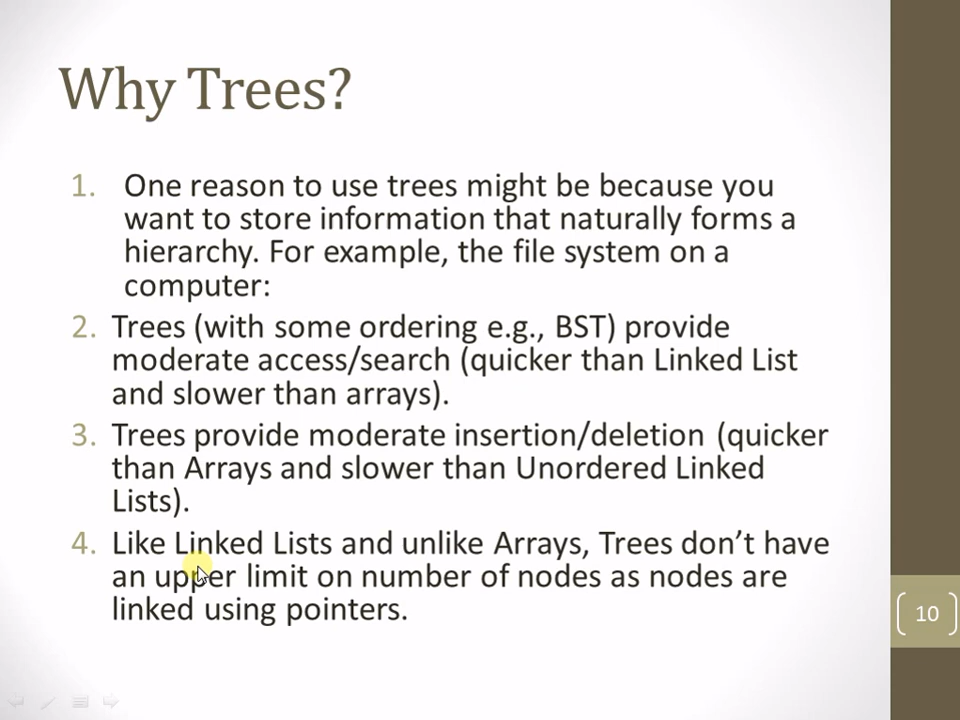 Why Trees?
1. One reason to use trees might be because you
want to store information that naturally forms a
hierarchy. For example, the file system on a
computer:
2. Trees (with some ordering e.g., BST) provide
moderate access/search (quicker than Linked List
and slower than arrays).
3. Trees provide moderate insertion/deletion (quicker
than Arrays and slower than Unordered Linked
Lists).
4. Like Linked Lists and unlike Arrays, Trees don’t have
an upper limit on number of nodes as nodes are
linked using pointers.
10